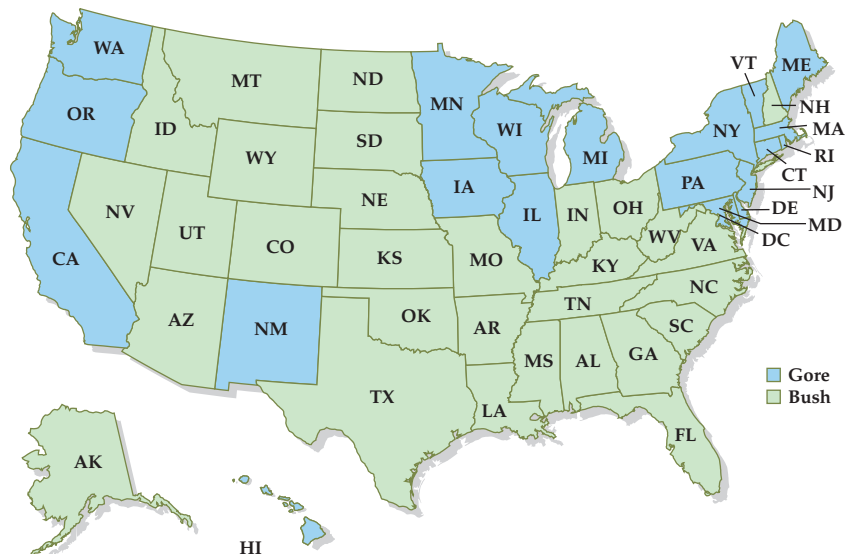 WA
MT
ND
MN
VT
ME
OR
ID
SD
WI
NY
NH
MA
WY
MI
RI
CT
NE
IA
PA
NJ
NV
IL
IN
OH
DE
MD
UT
CO
WV
VA
DC
CA
KS
MO
KY
AZ
NM
OK
AR
TN
NC
SC
MS
AL
GA
TX
LA
Gore
Bush
FL
AK
HI